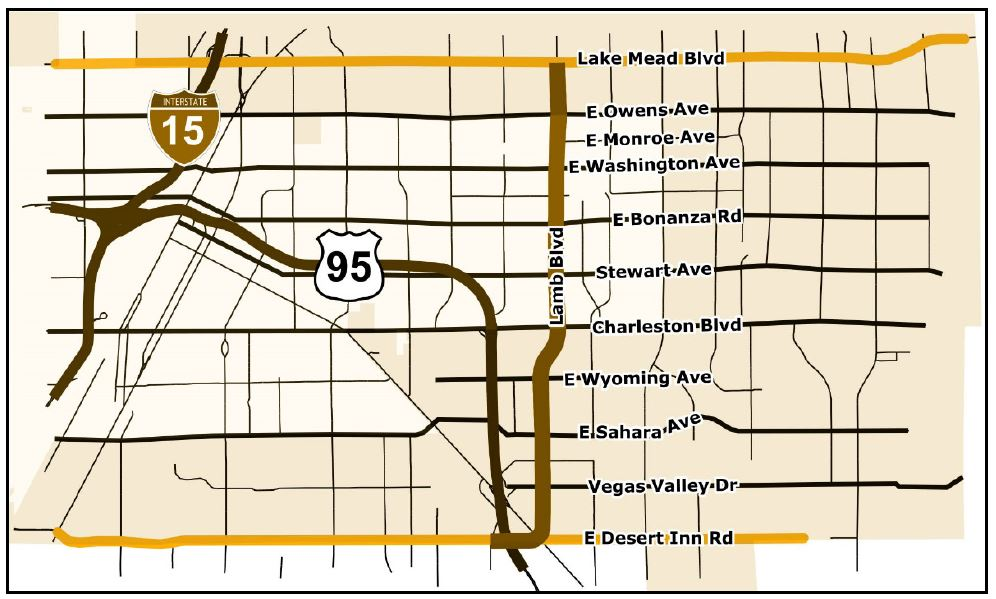 Lake Mead Blvd
INTERSTATE
15
E Owens Ave
E Monroe Ave
E Washington Ave
E Bonanza Rd
95
Lamb Blvd
Stewart Ave
Charleston Blvd
E Wyoming Ave
E Sahara Ave
Vegas Valley Dr
E Desert Inn Rd